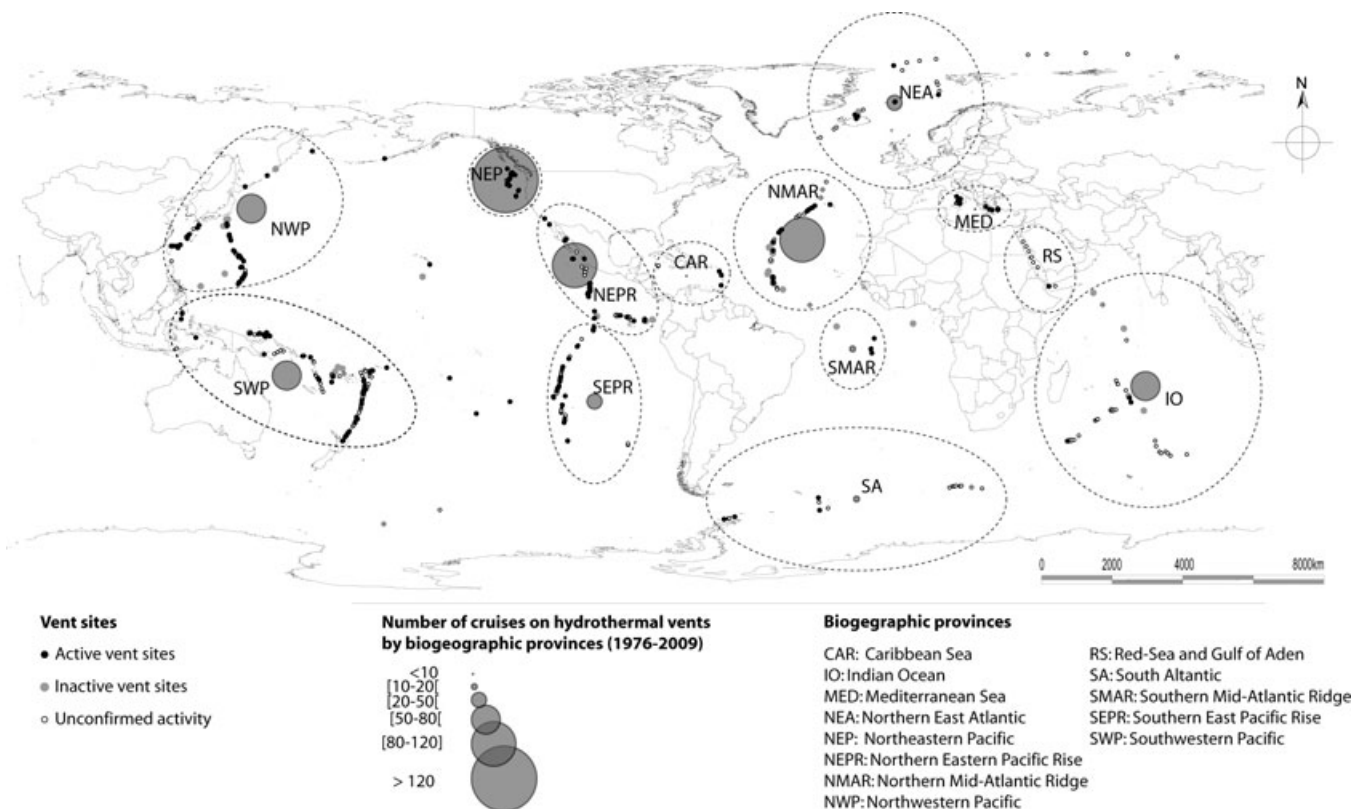 N
NEA
NEP
NMAR
NWP
MED
CAR
RS
NEPR
SWP
SEPR
SMAR
IO
SA
0 2000 4000 8000km
Vent sites
Active vent sites
Inactive vent sites
Unconfirmed activity
Number of cruises on hydrothermal vents
by biogeographic provinces (1976-2009)
<10
[10-20[
[20-50[
[50-80[
[80-120]
> 120
Biogegraphic provinces
CAR: Caribbean Sea
IO: Indian Ocean
MED: Mediterranean Sea
NEA: Northern East Atlantic
NEP: Northeastern Pacific
NEPR: Northern Eastern Pacific Rise
NMAR: Northern Mid-Atlantic Ridge
NWP: Northwestern Pacific
RS: Red-Sea and Gulf of Aden
SA: South Altantic
SMAR: Southern Mid-Atlantic Ridge
SEPR: Southern East Pacific Rise
SWP: Southwestern Pacific